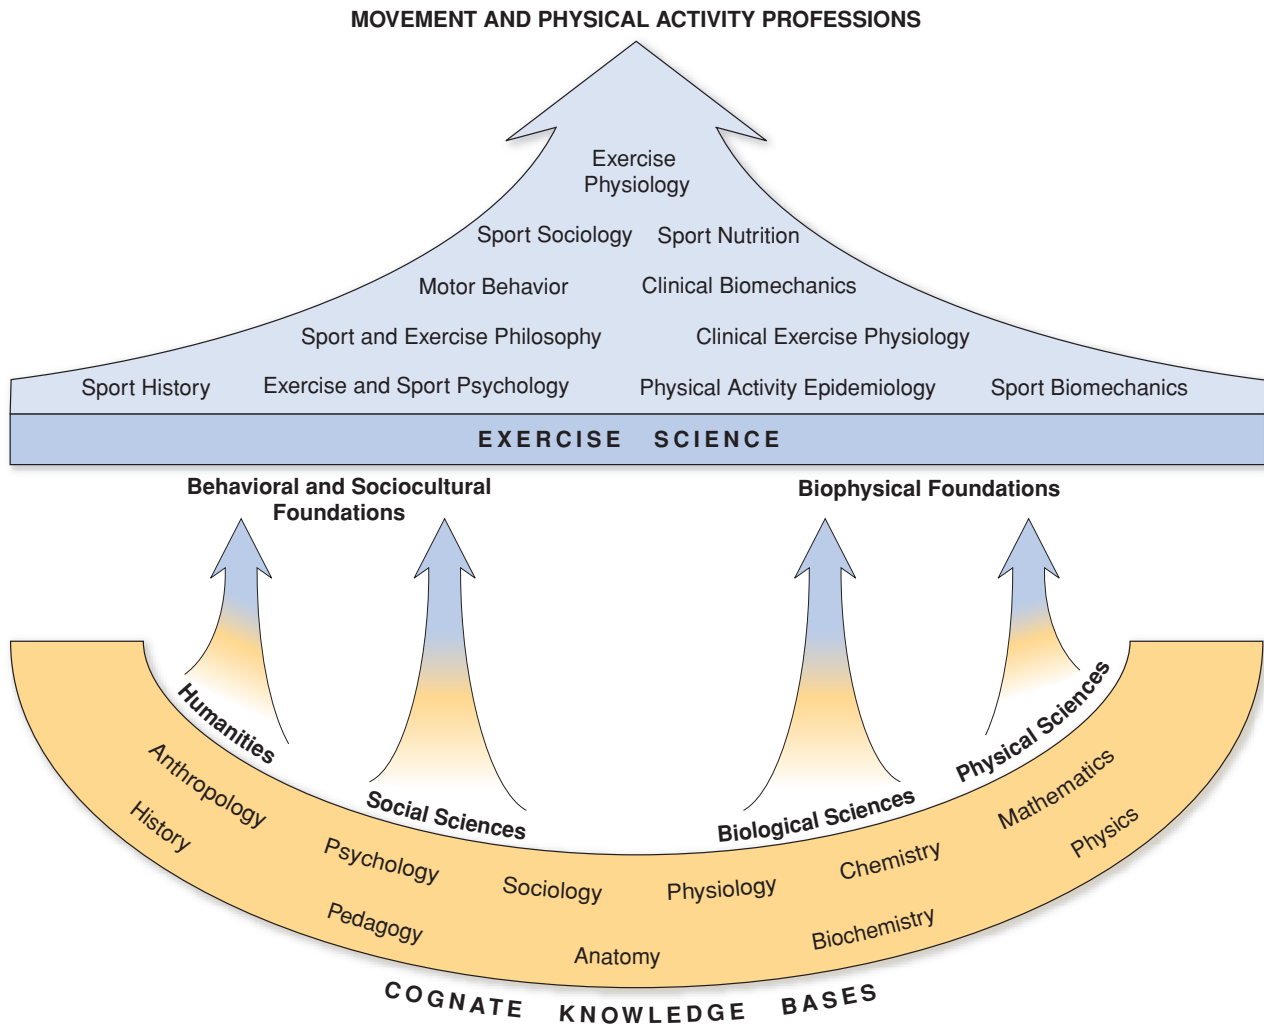 MOVEMENT AND PHYSICAL ACTIVITY PROFESSIONS
Exercise
Physiology
Sport Sociology Sport Nutrition
Motor Behavior Clinical Biomechanics
Sport and Exercise Philosophy Clinical Exercise Physiology
Sport History Exercise and Sport Psychology Physical Activity Epidemiology Sport Biomechanics
EXERCISE SCIENCE
Behavioral and Sociocultural
Foundations
Biophysical Foundations
Humanities
Social Sciences
Biological Sciences
Physical Sciences
Anthropology
History
Psychology
Pedagogy
Sociology
Anatomy
Physiology
Chemistry
Biochemistry
Mathematics
Physics
COGNATE KNOWLEDGE BASES